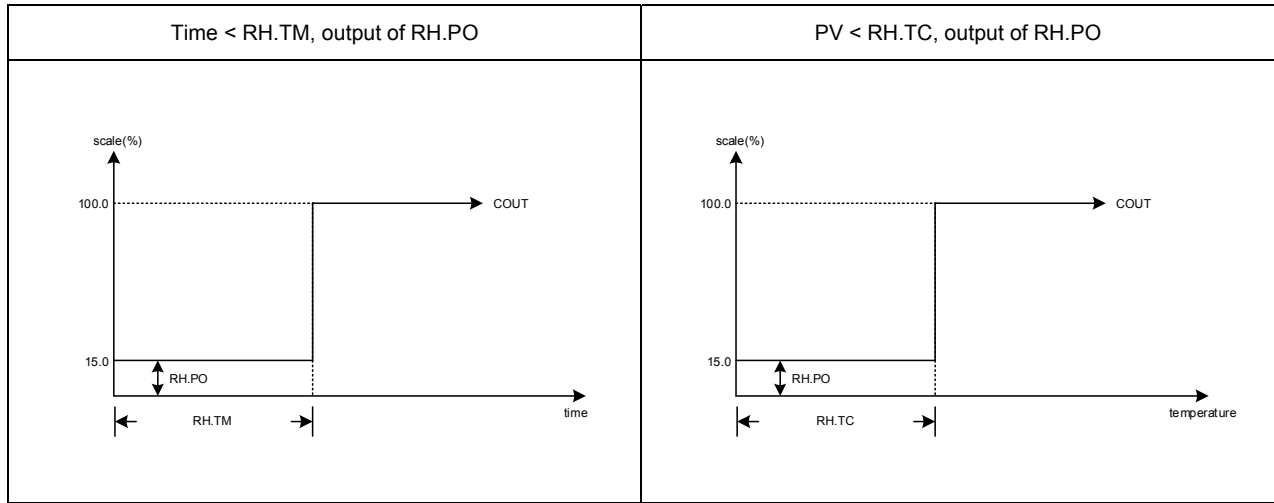 Time < RH.TM, output of RH.PO
scale(%)
100.0
COUT
15.0
RH.PO
time
RH.TM
PV < RH.TC, output of RH.PO
scale(%)
100.0
COUT
15.0
RH.PO
temperature
RH.TC